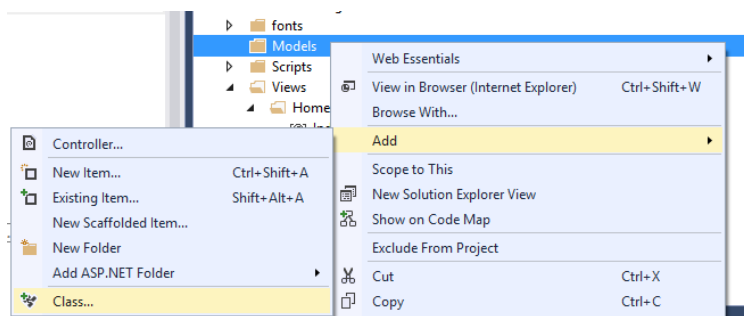 fonts
Models
Scripts
Views
Home
Web Essentials
View in Browser (Internet Explorer) Ctrl+Shift+W
Browse With...
Add
Scope to This
New Solution Explorer View
Show on Code Map
Exclude From Project
Cut Ctrl+X
Copy Ctrl+C
Controller...
New Item... Ctrl+Shift+A
Existing Item... Shift+Alt+A
New Scaffolded Item...
New Folder
Add ASP.NET Folder
Class...